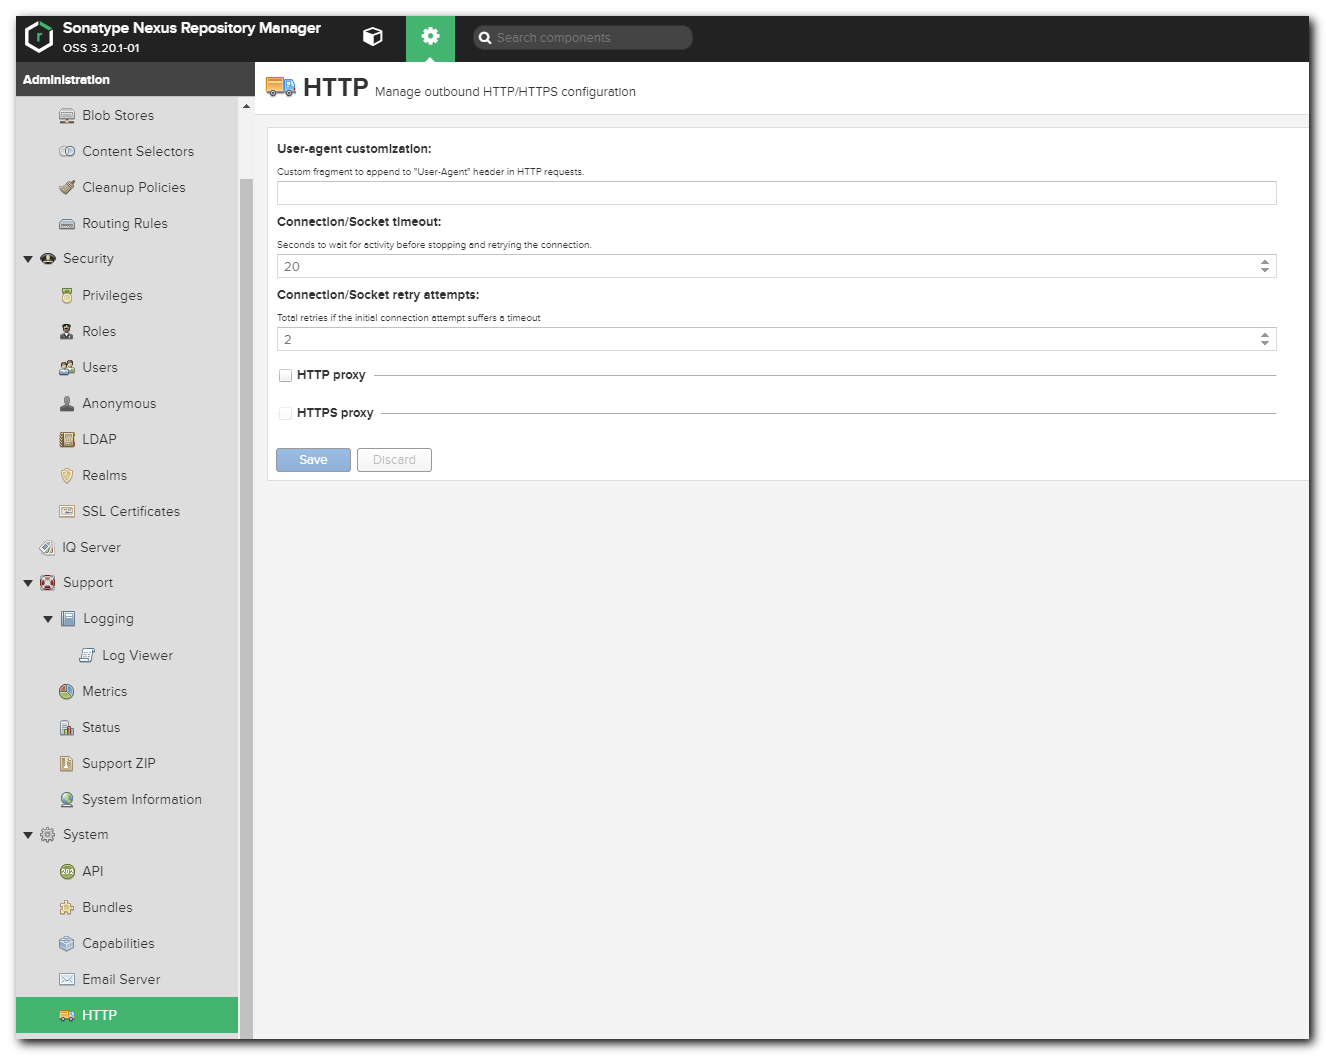 Sonatype Nexus Repository Manager
OSS 3.20.1-01
Search components
Administration
Blob Stores
Content Selectors
Cleanup Policies
Routing Rules
Security
Privileges
Roles
Users
Anonymous
LDAP
Realms
SSL Certificates
IQ Server
Support
Logging
Log Viewer
Metrics
Status
Support ZIP
System Information
System
202 API
Bundles
Capabilities
Email Server
HTTP
HTTP Manage outbound HTTP/HTTPS configuration
User-agent customization:
Custom fragment to append to "User-Agent" header in HTTP requests.
Connection/Socket timeout:
Seconds to wait for activity before stopping and retrying the connection.
20
Connection/Socket retry attempts:
Total retries if the initial connection attempt suffers a timeout
2
HTTP proxy
HTTPS proxy
Save Discard